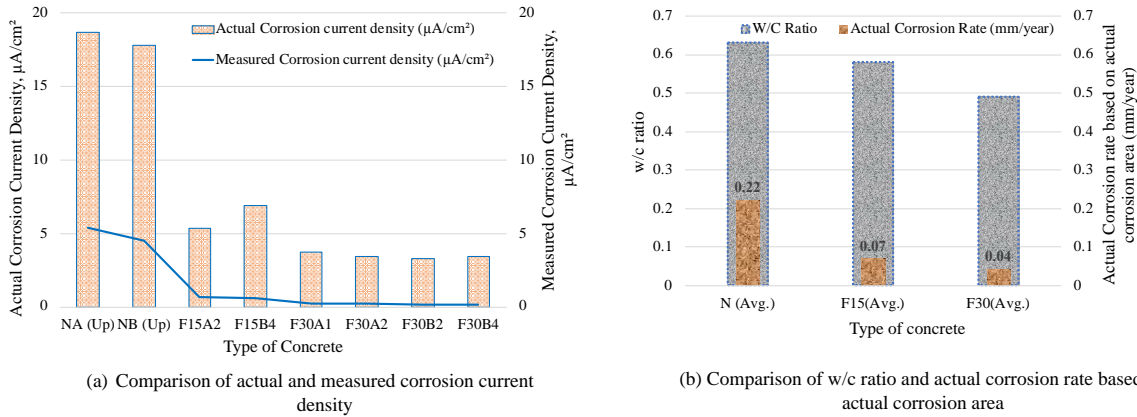 Actual Corrosion Current Density, µA/cm²
20
15
10
5
0
Actual Corrosion current density (µA/cm²)
Measured Corrosion current density (µA/cm²)
20
15
10
5
0
Measured Corrosion Current Density,
µA/cm²
NA (Up) NB (Up) F15A2 F15B4 F30A1 F30A2 F30B2 F30B4
Type of Concrete
(a) Comparison of actual and measured corrosion current
density
w/c ratio
0.7
0.6
0.5
0.4
0.3
0.2
0.1
0
W/C Ratio
Actual Corrosion Rate (mm/year)
0.22
0.07
0.04
0.7
0.6
0.5
0.4
0.3
0.2
0.1
0
Actual Corrosion rate based on actual
corrosion area (mm/year)
N (Avg.) F15(Avg.) F30(Avg.)
Type of concrete
(b) Comparison of w/c ratio and actual corrosion rate based
actual corrosion area